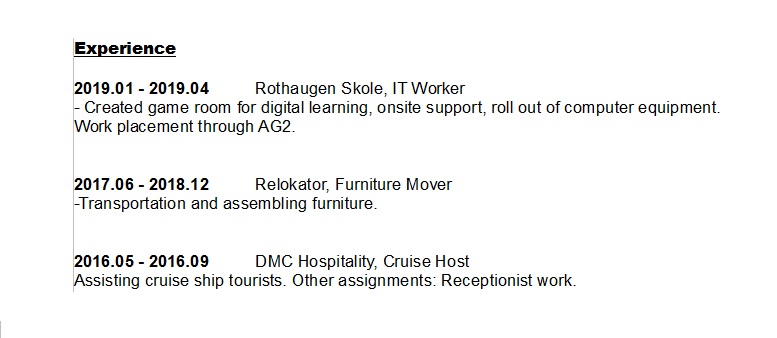 Experience
2019.01 - 2019.04 Rothaugen Skole, IT Worker
- Created game room for digital learning, onsite support, roll out of computer equipment.
Work placement through AG2.
2017.06 - 2018.12 Relokator, Furniture Mover
-Transportation and assembling furniture.
2016.05 - 2016.09 DMC Hospitality, Cruise Host
Assisting cruise ship tourists. Other assignments: Receptionist work.